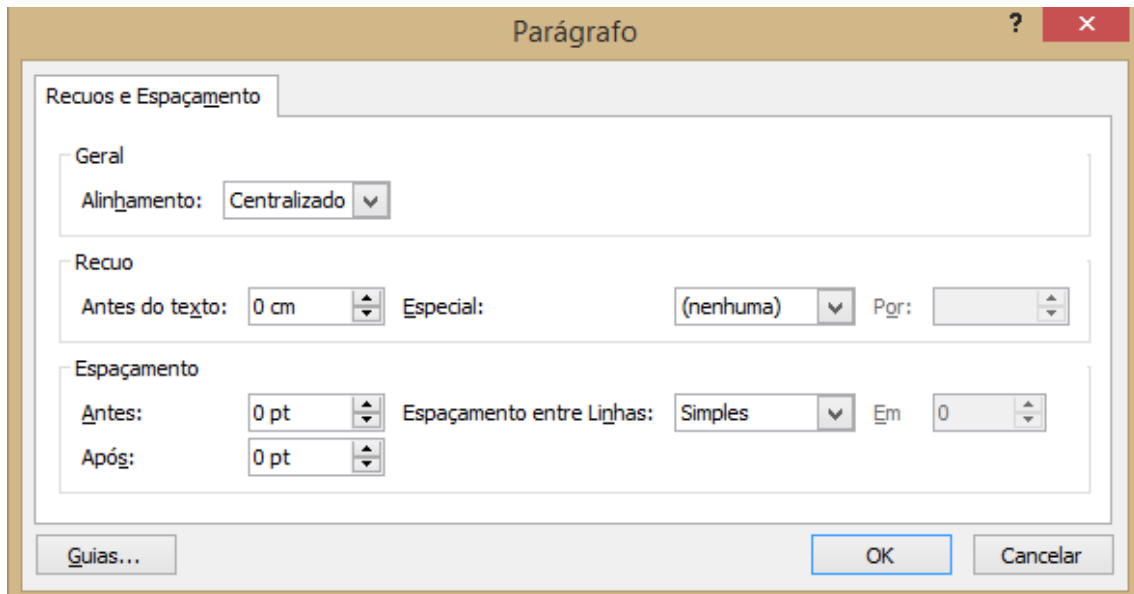 Parágrafo ?
Recuos e Espaçamento
Geral
Alinhamento: Centralizado
Recuo
Antes do texto: 0 cm Especial: (nenhuma) Por:
Espaçamento
Antes: 0 pt Espaçamento entre Linhas: Simples Em 0
Após: 0 pt
Guias... OK Cancelar